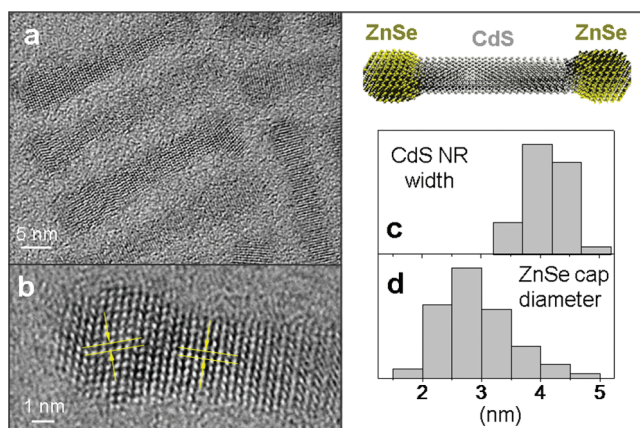 a
5 nm
b
1 nm
ZnSe CdS ZnSe
CdS NR
width
c
d
ZnSe cap
diameter
2 3 4 5
(nm)